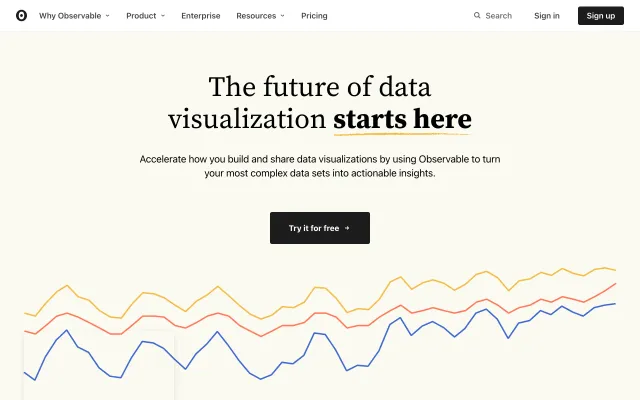 Why Observable
Product
Enterprise
Resources
Pricing
Search
Sign in
Sign up
The future of data
visualization starts here
Accelerate how you build and share data visualizations by using Observable to turn
your most complex data sets into actionable insights.
Try it for free →